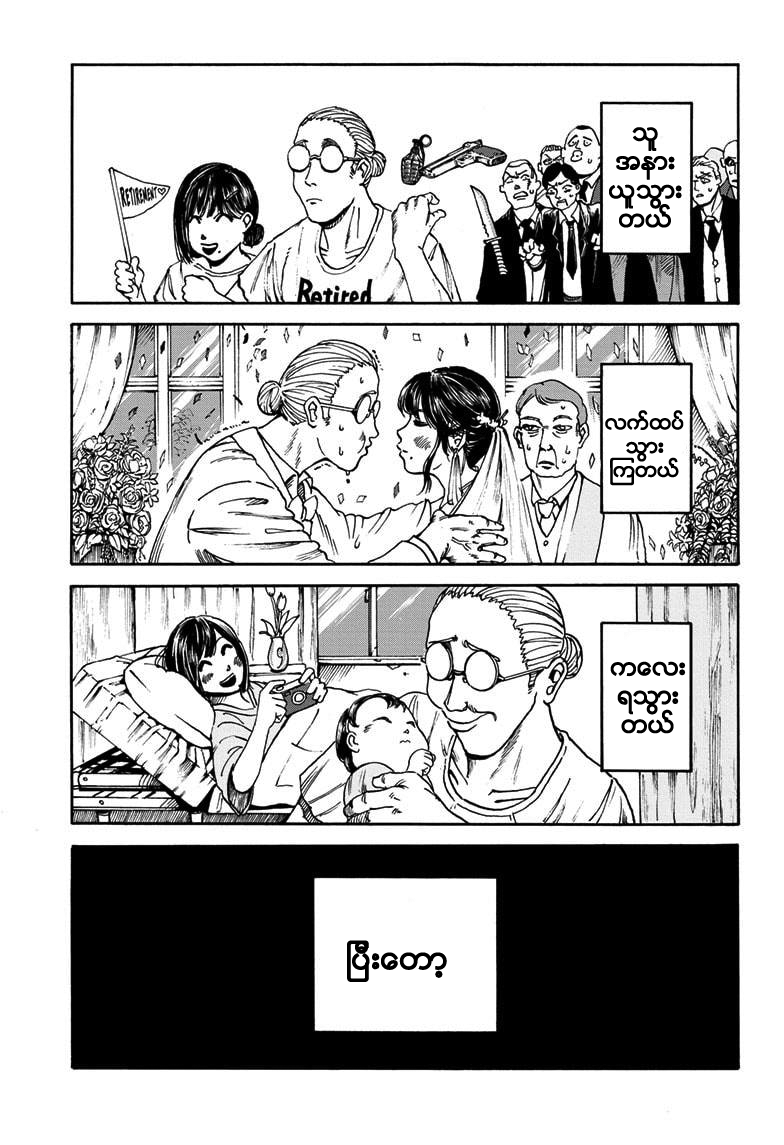 RETIREMENT♡
Retired
သူ
အနား
ယူသွား
တယ်
လက်ထပ်
သွား
ကြတယ်
ကလေး
ရသွား
တယ်
ပြီးတော့